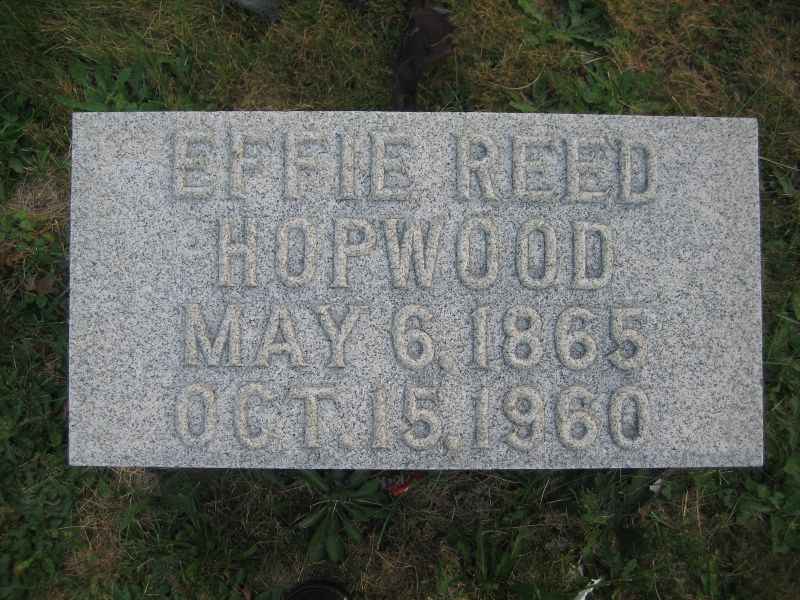 EFFIE REED
HOPWOOD
MAY 6, 1865
OCT. 15, 1960